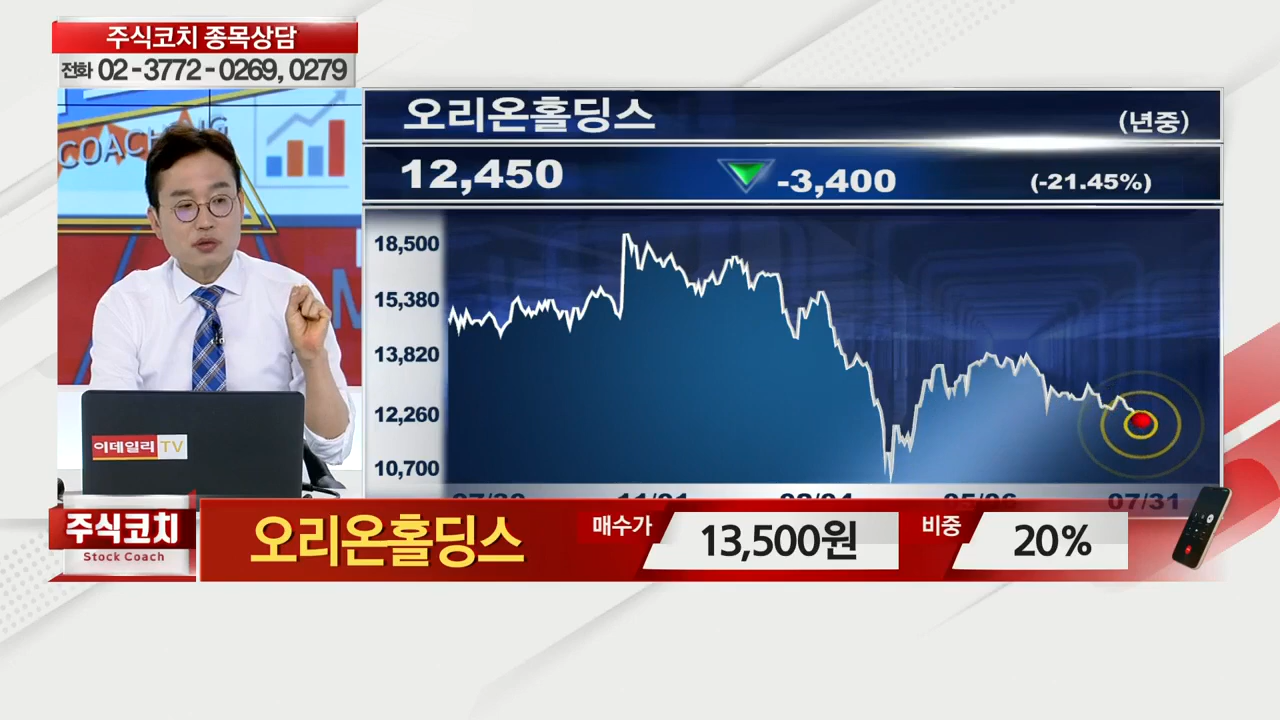 주식코치 종목상담
전화 02-3772-0269, 0279
COACHING
오리온홀딩스
(년중)
12,450
-3,400
(-21.45%)
18,500
15,380
13,820
12,260
10,700
07/31
이데일리 TV
주식코치
Stock Coach
오리온홀딩스
매수가
13,500원
비중
20%